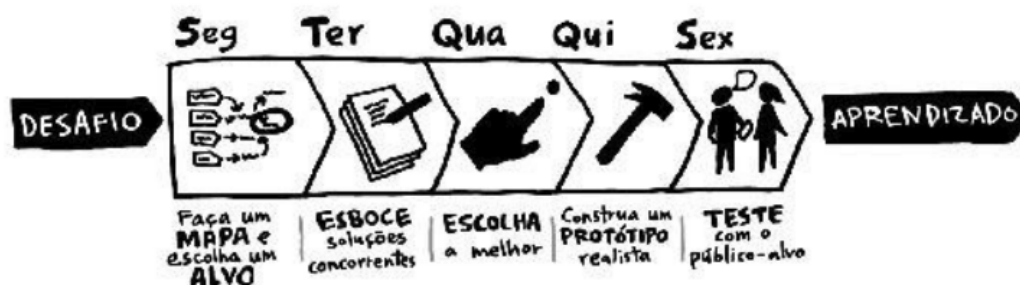 Seg Ter Qua Qui Sex
DESAFIO
APRENDIZADO
Faça um
MAPA e
escolha um
ALVO
ESBOCE
soluções
concorrentes
ESCOLHA
a melhor
Construa um
PROTÓTIPO
realista
TESTE
com o
público-alvo